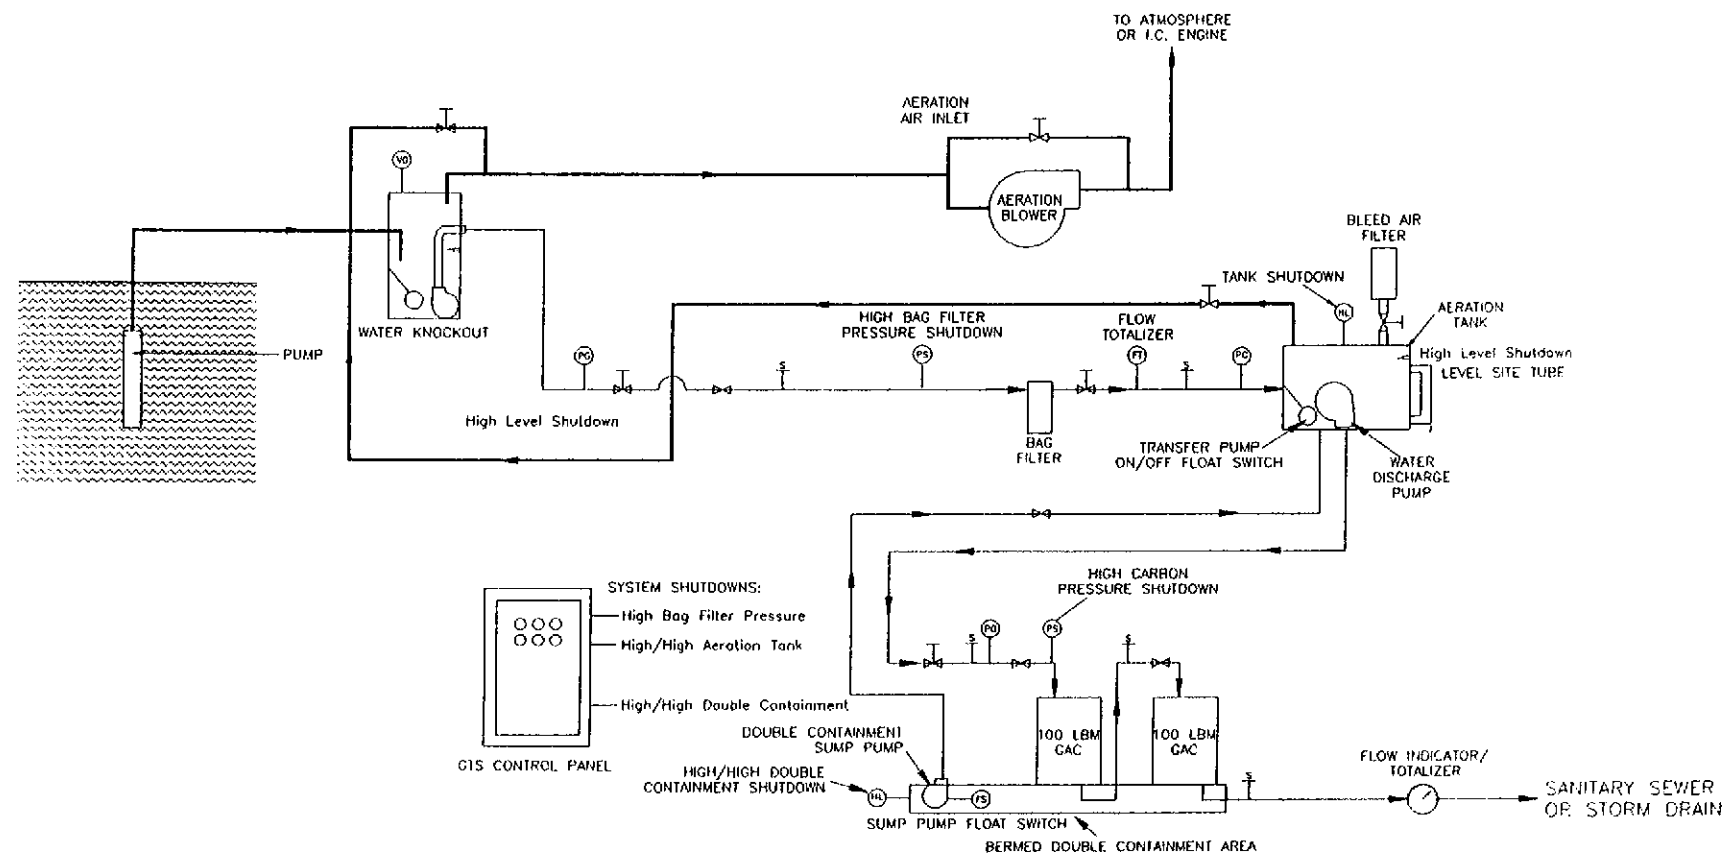 TO ATMOSPHERE
OR I.C. ENGINE
AERATION
AIR INLET
VG
AERATION
BLOWER
BLEED AIR
FILTER
TANK SHUTDOWN
HL
AERATION
TANK
WATER KNOCKOUT
HIGH BAG FILTER
PRESSURE SHUTDOWN
FLOW
TOTALIZER
PUMP
PG
S
PS
FT
S
PG
High Level Shutdown
LEVEL SITE TUBE
High Level Shutdown
BAG
FILTER
TRANSFER PUMP
ON/OFF FLOAT SWITCH
WATER
DISCHARGE
PUMP
SYSTEM SHUTDOWNS:
High Bag Filter Pressure
High/High Aeration Tank
High/High Double Containment
GTS CONTROL PANEL
HIGH CARBON
PRESSURE SHUTDOWN
S
PG
PS
S
100 LBM
GAC
100 LBM
GAC
DOUBLE CONTAINMENT
SUMP PUMP
HIGH/HIGH DOUBLE
CONTAINMENT SHUTDOWN
HL
FS
S
FLOW INDICATOR/
TOTALIZER
SANITARY SEWER
OR STORM DRAIN
SUMP PUMP FLOAT SWITCH
BERMED DOUBLE CONTAINMENT AREA